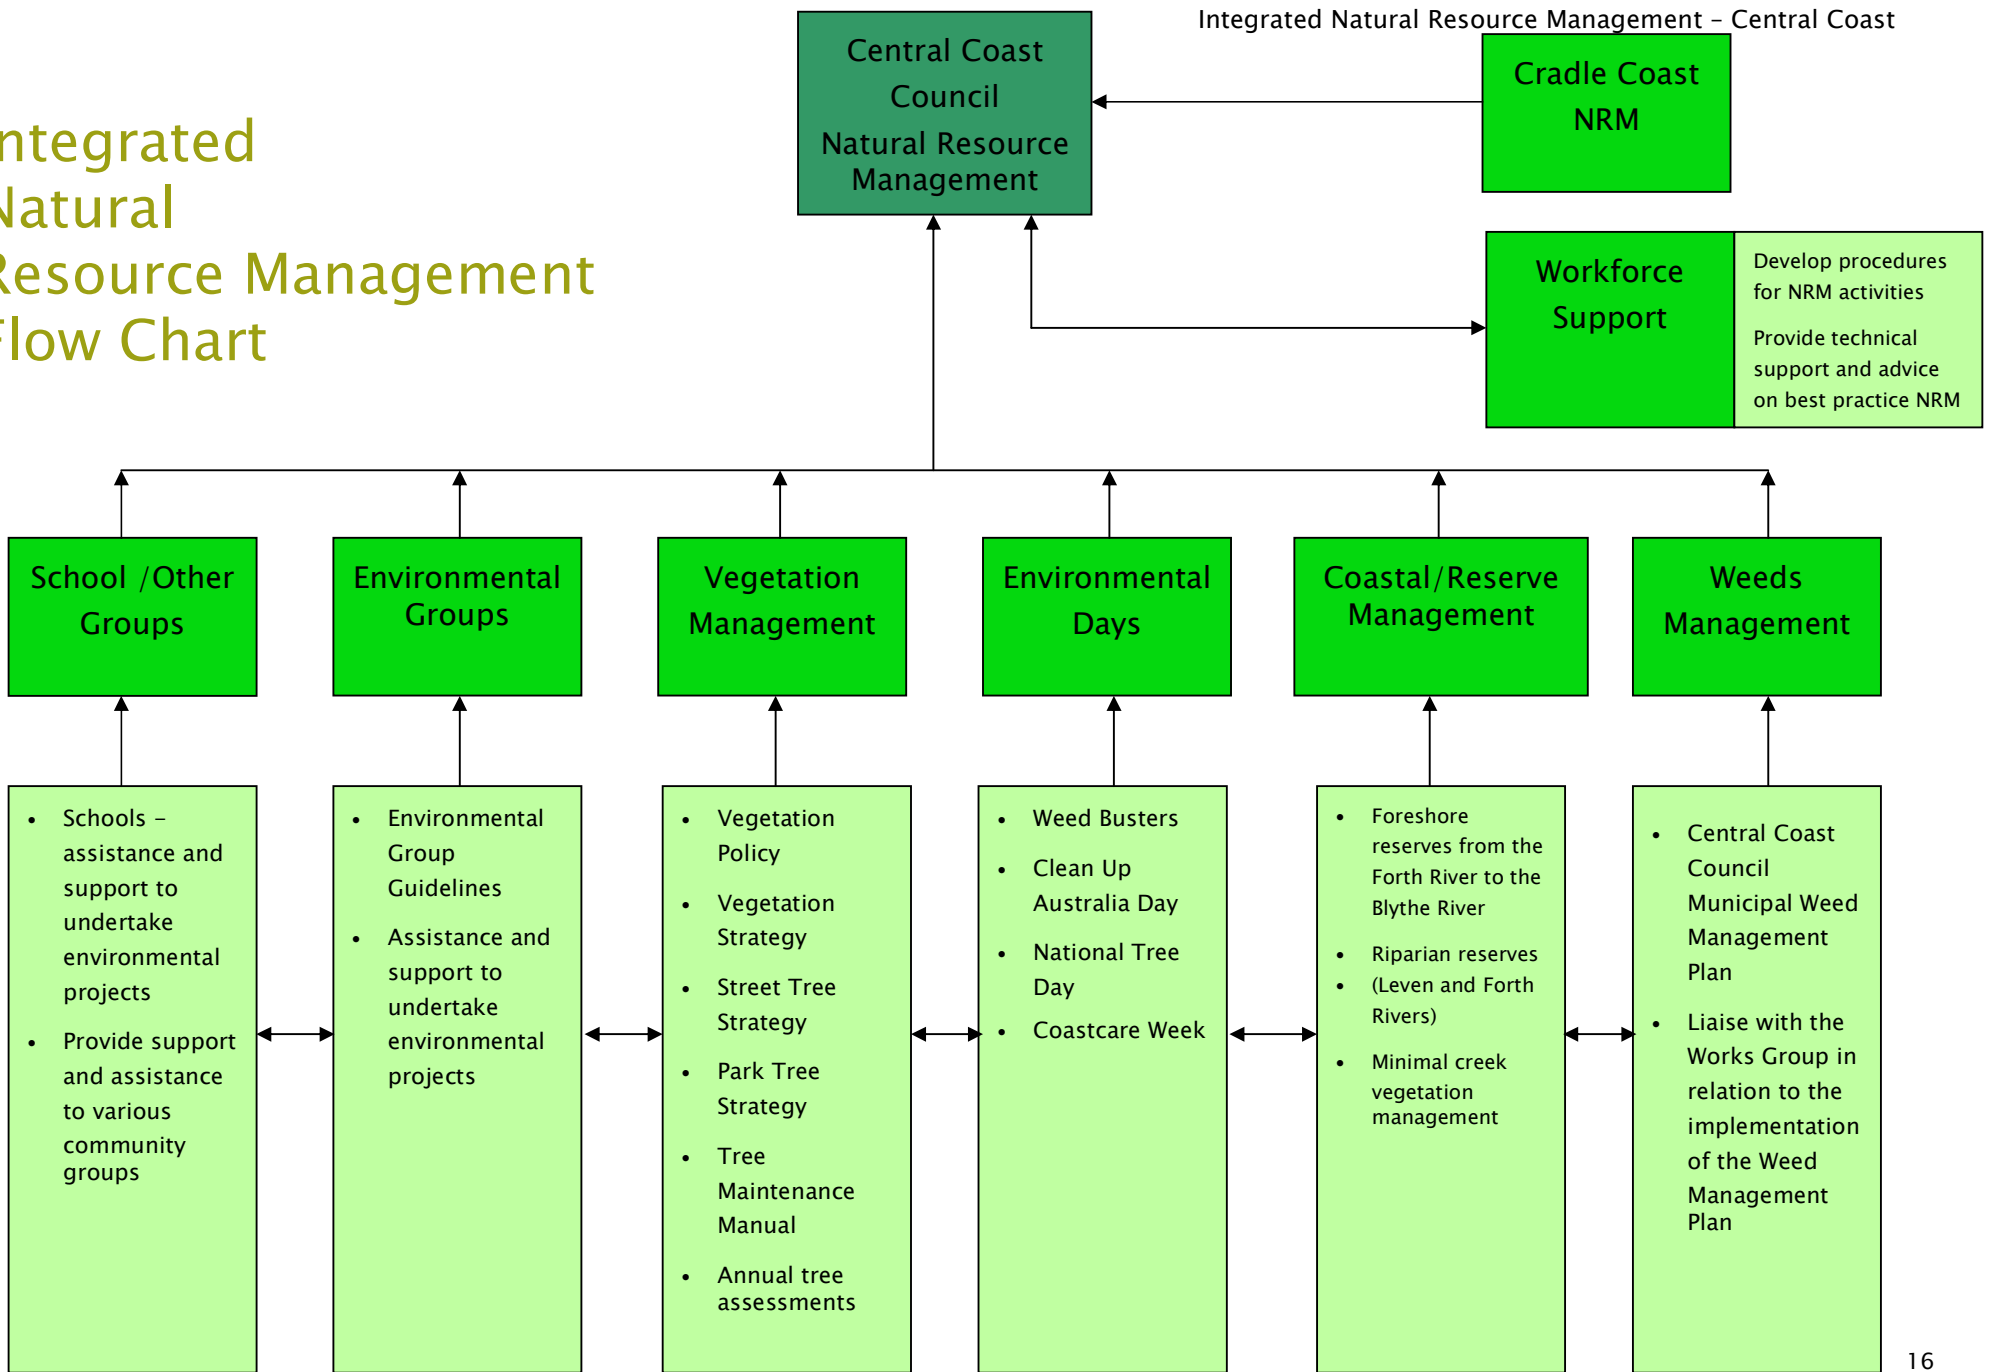 Integrated Natural Resource Management – Central Coast
ntegrated
Natural
Resource Management
Flow Chart
Central Coast
Council
Natural Resource
Management
Cradle Coast
NRM
Workforce
Support
Develop procedures
for NRM activities
Provide technical
support and advice
on best practice NRM
School /Other
Groups
Environmental
Groups
Vegetation
Management
Environmental
Days
Coastal/Reserve
Management
Weeds
Management
• Schools –
assistance and
support to
undertake
environmental
projects
• Provide support
and assistance
to various
community
groups
• Environmental
Group
Guidelines
• Assistance and
support to
undertake
environmental
projects
• Vegetation
Policy
• Vegetation
Strategy
• Street Tree
Strategy
• Park Tree
Strategy
• Tree
Maintenance
Manual
• Annual tree
assessments
• Weed Busters
• Clean Up
Australia Day
• National Tree
Day
• Coastcare Week
• Foreshore
reserves from the
Forth River to the
Blythe River
• Riparian reserves
• (Leven and Forth
Rivers)
• Minimal creek
vegetation
management
• Central Coast
Council
Municipal Weed
Management
Plan
• Liaise with the
Works Group in
relation to the
implementation
of the Weed
Management
Plan
16